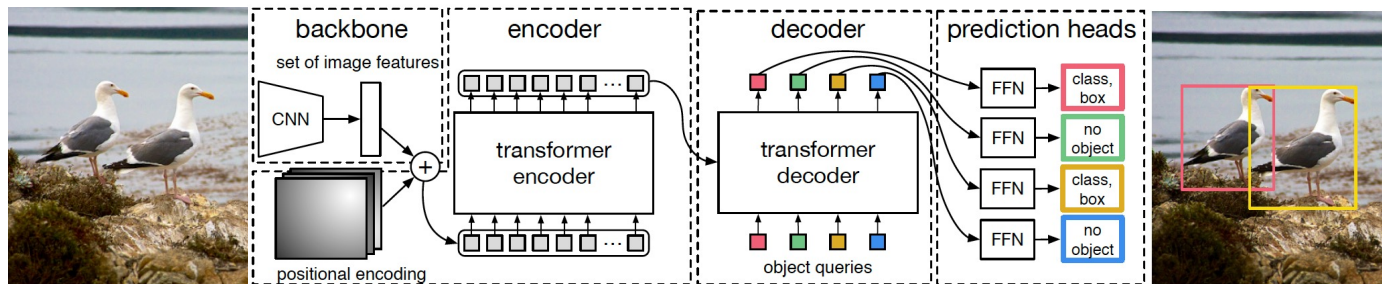 backbone
set of image features
CNN
+
positional encoding
encoder
...
transformer
encoder
...
decoder
transformer
decoder
object queries
prediction heads
FFN
class,
box
FFN
no
object
FFN
class,
box
FFN
no
object